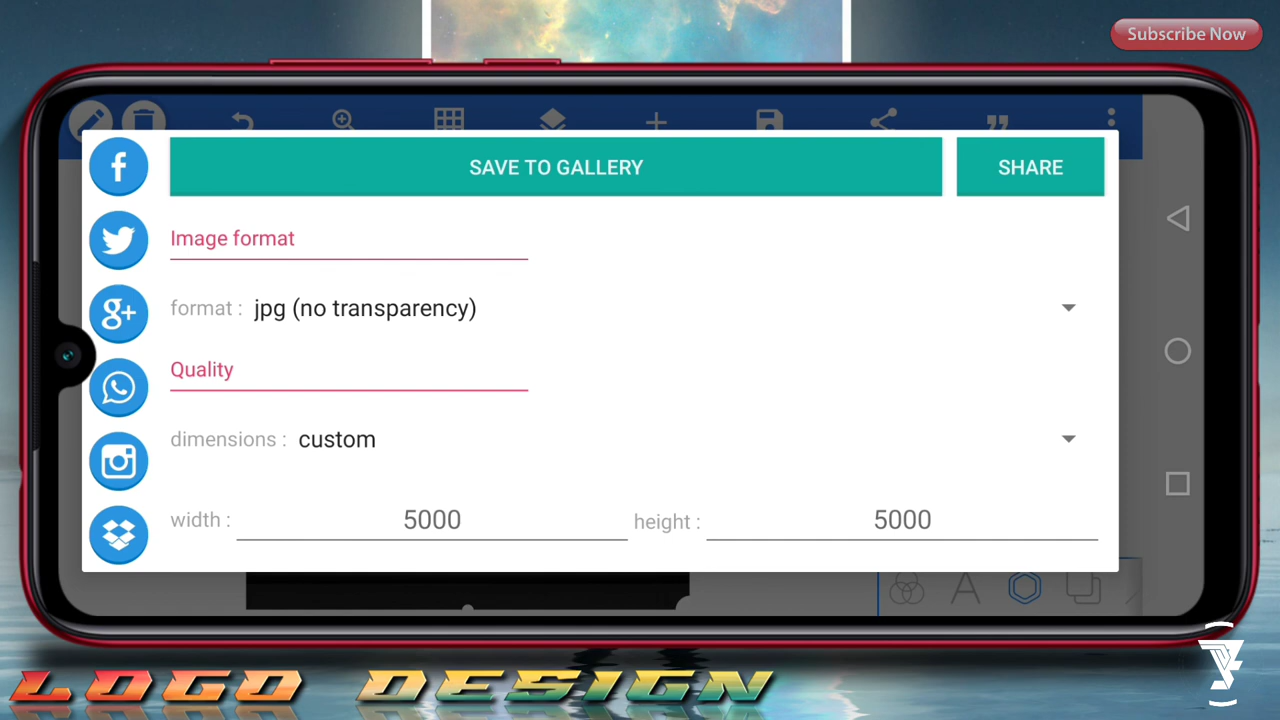 Subscribe Now
SAVE TO GALLERY
SHARE
Image format
format : jpg (no transparency)
Quality
dimensions : custom
width : 5000 height : 5000
LOGO DESIGN